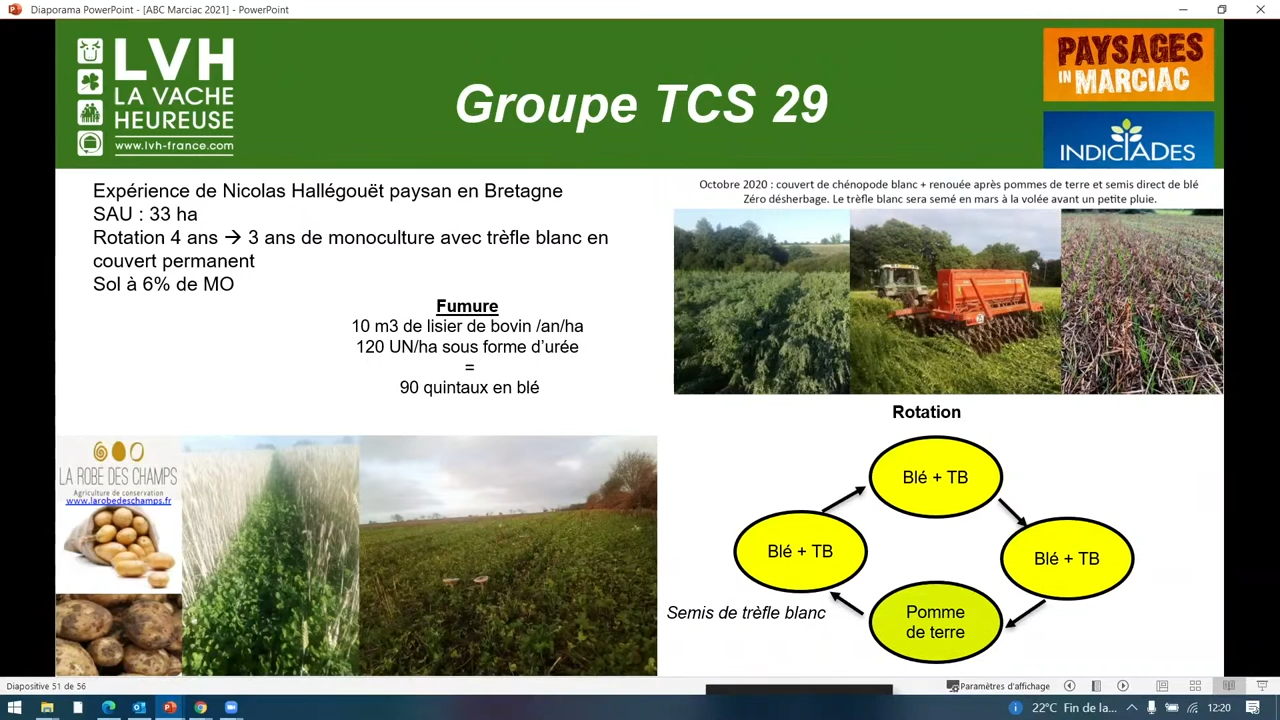 Diaporama PowerPoint - [ABC Marciac 2021] - PowerPoint
LVH
LA VACHE
HEUREUSE
www.lvh-france.com
Groupe TCS 29
PAYSAGES
IN MARCIAC
INDICIADES
Expérience de Nicolas Hallégouët paysan en Bretagne
SAU : 33 ha
Rotation 4 ans → 3 ans de monoculture avec trèfle blanc en
couvert permanent
Sol à 6% de MO
Fumure
10 m3 de lisier de bovin /an/ha
120 UN/ha sous forme d'urée
=
90 quintaux en blé
Octobre 2020 : couvert de chénopode blanc + renouée après pommes de terre et semis direct de blé
Zéro désherbage. Le trèfle blanc sera semé en mars à la volée avant un petite pluie.
LA ROBE DES CHAMPS
Agriculture de conservation
www.larobedeschamps.fr
Rotation
Blé + TB
Blé + TB
Blé + TB
Semis de trèfle blanc
Pomme
de terre
Diapositive 51 de 56
Paramètres d'affichage
22°C Fin de la...
12:20